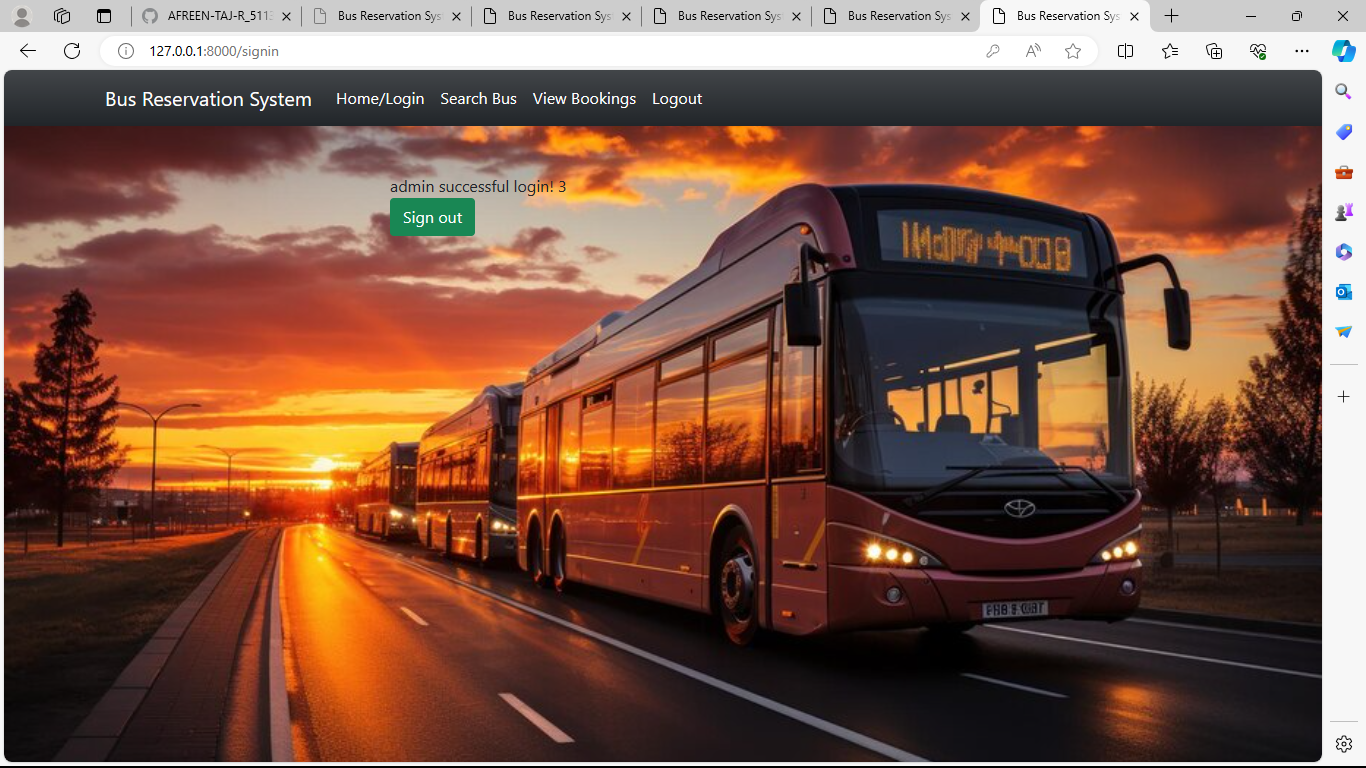 AFREEN-TAJ-R_511
Bus Reservation Sys
Bus Reservation Sys
Bus Reservation Sys
Bus Reservation Sys
Bus Reservation Sys
127.0.0.1:8000/signin
Bus Reservation System Home/Login Search Bus View Bookings Logout
admin successful login! 3
Sign out